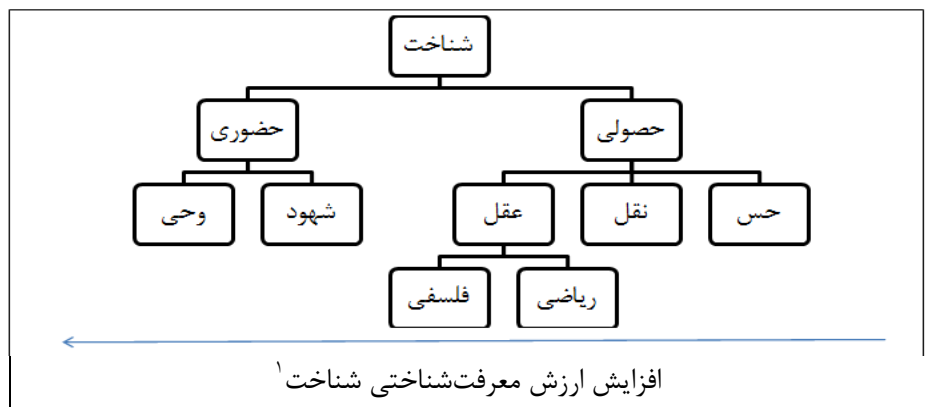 شناخت
حصولی
حضوری
حس
نقل
عقل
شهود
وحی
ریاضی
فلسفی
افزایش ارزش معرفت‌شناختی شناخت۱